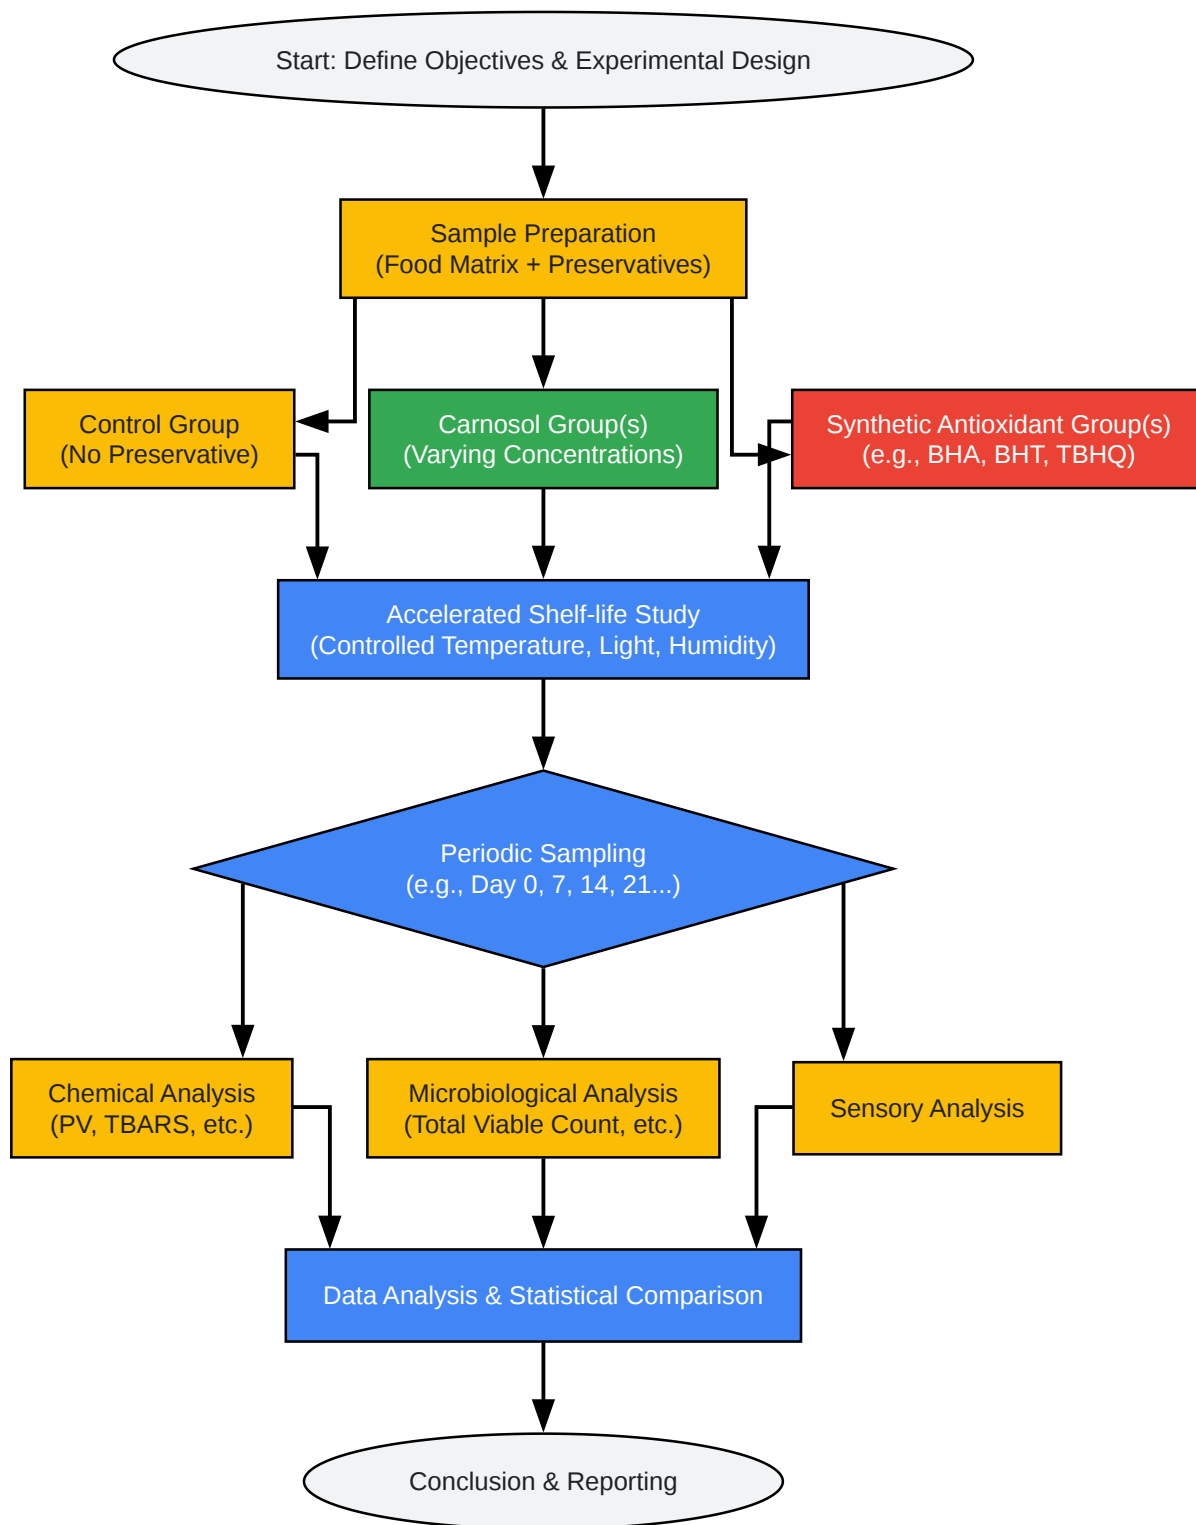 Start: Define Objectives & Experimental Design
Sample Preparation
(Food Matrix + Preservatives)
Control Group
(No Preservative)
Carnosol Group(s)
(Varying Concentrations)
Synthetic Antioxidant Group(s)
(e.g., BHA, BHT, TBHQ)
Accelerated Shelf-life Study
(Controlled Temperature, Light, Humidity)
Periodic Sampling
(e.g., Day 0, 7, 14, 21...)
Chemical Analysis
(PV, TBARS, etc.)
Microbiological Analysis
(Total Viable Count, etc.)
Sensory Analysis
Data Analysis & Statistical Comparison
Conclusion & Reporting